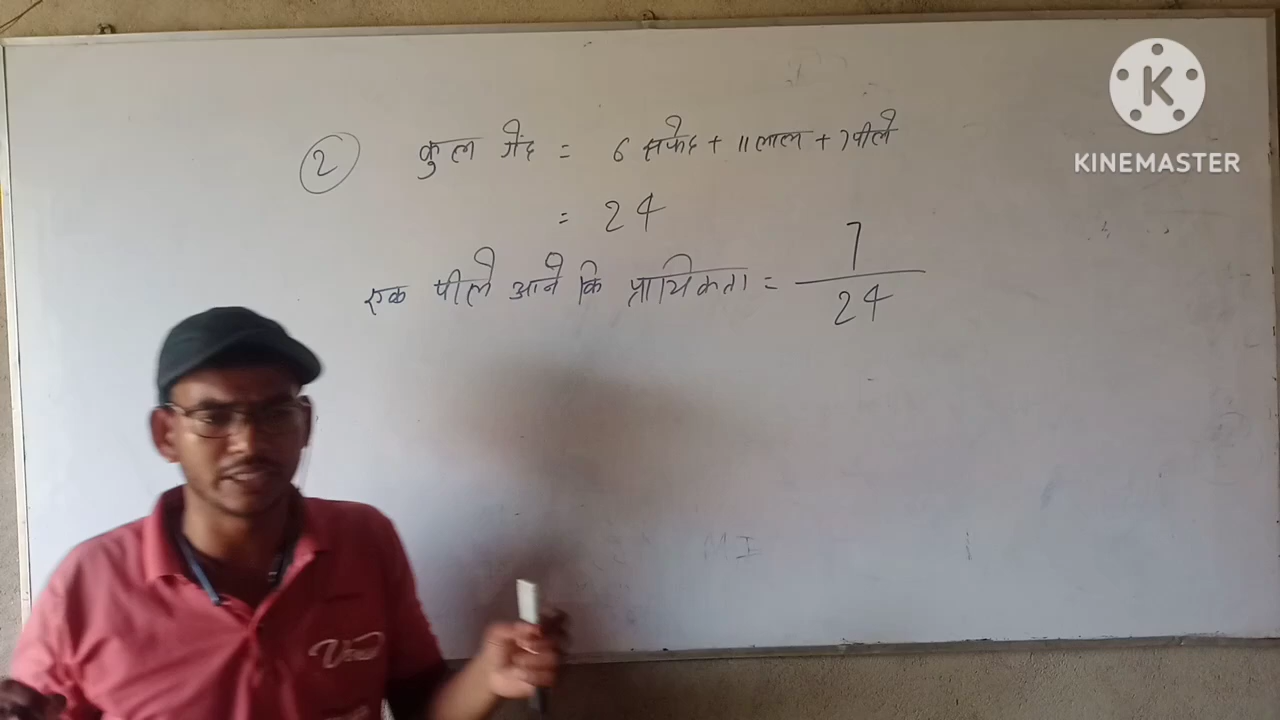 2 कुल गेंद = 6 सफेद + 11 लाल + 7 पीले
= 24
एक पीले आने कि प्रायिकता = 7/24
K
KINEMASTER